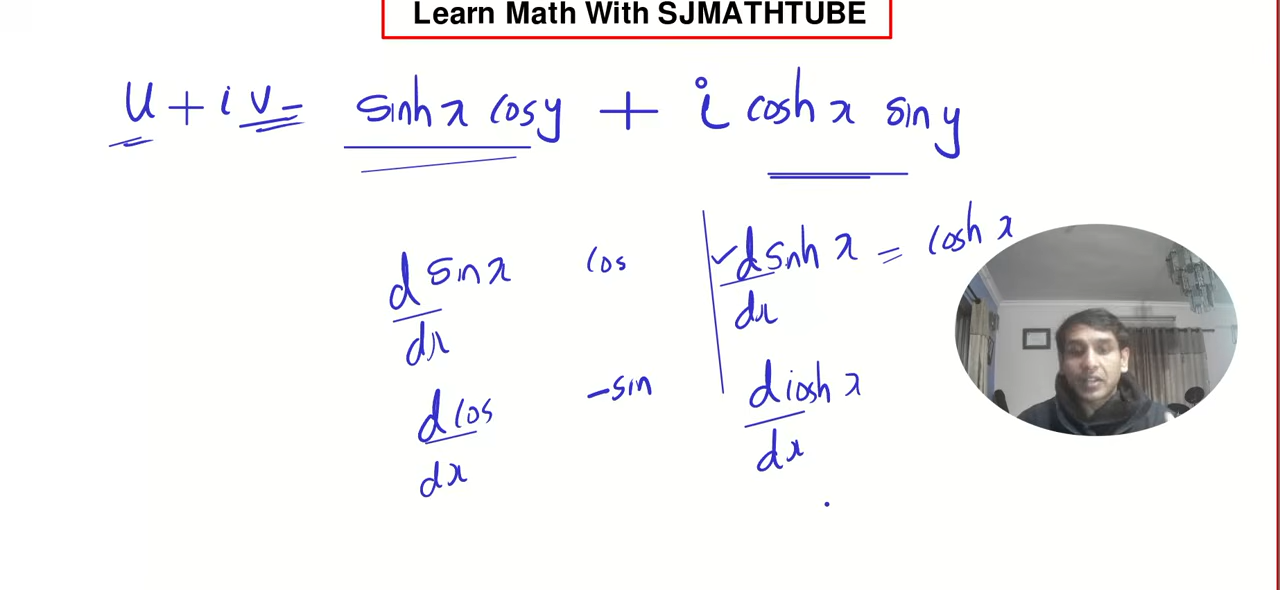 Learn Math With SJMATHTUBE
u + i v = sinh x cos y + i cosh x sin y
d sin x / dx cos d sinh x / dx = cosh x
d cos / dx -sin d cosh x / dx